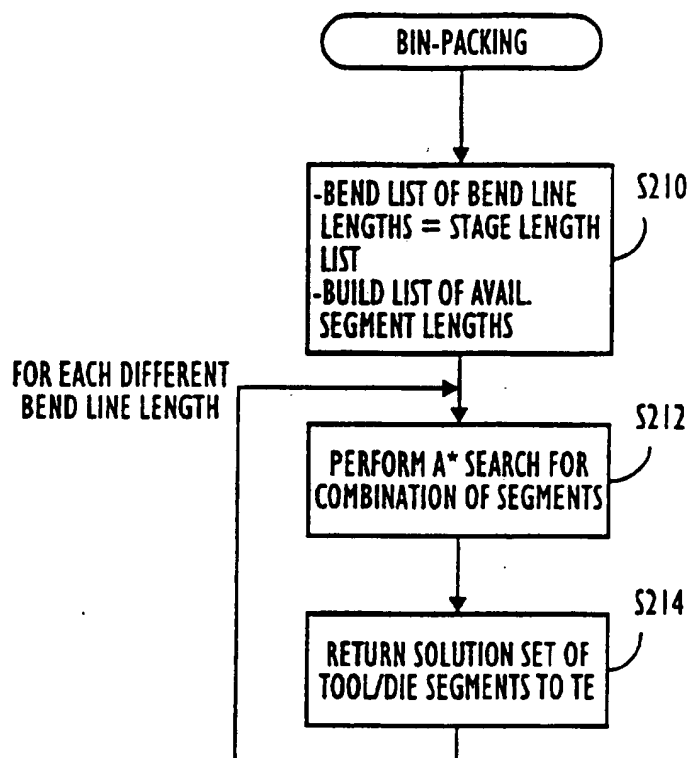 BIN-PACKING
-BEND LIST OF BEND LINE
LENGTHS = STAGE LENGTH
LIST
-BUILD LIST OF AVAIL.
SEGMENT LENGTHS
S210
FOR EACH DIFFERENT
BEND LINE LENGTH
S212
PERFORM A* SEARCH FOR
COMBINATION OF SEGMENTS
S214
RETURN SOLUTION SET OF
TOOL/DIE SEGMENTS TO TE